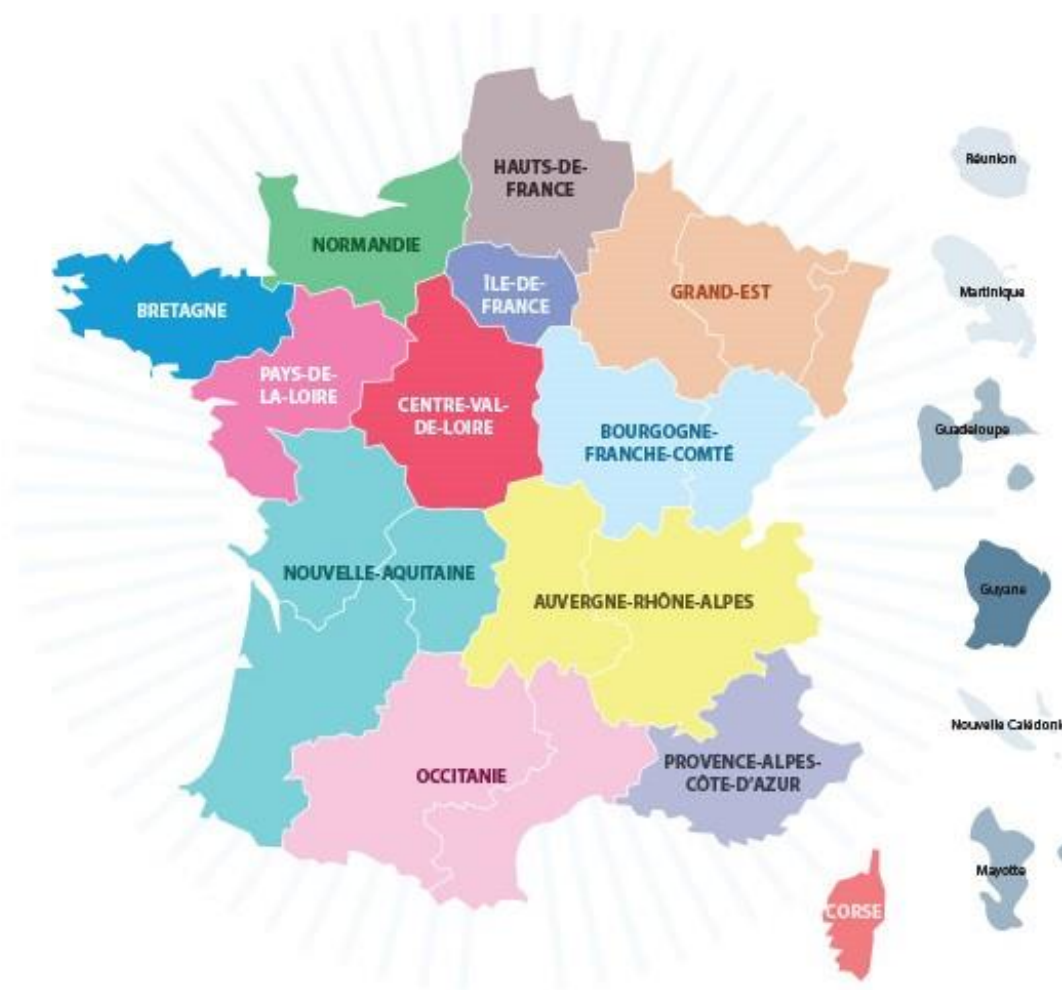 HAUTS-DE-
FRANCE
NORMANDIE
ÎLE-DE-
FRANCE
GRAND-EST
BRETAGNE
PAYS-DE-
LA-LOIRE
CENTRE-VAL-
DE-LOIRE
BOURGOGNE-
FRANCHE-COMTÉ
NOUVELLE-AQUITAINE
AUVERGNE-RHÔNE-ALPES
OCCITANIE
PROVENCE-ALPES-
CÔTE-D'AZUR
CORSE
Réunion
Martinique
Guadeloupe
Guyane
Nouvelle Calédoni
Mayotte